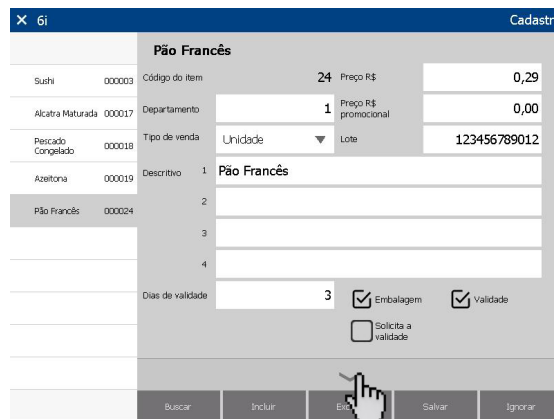 ✕ 6i Cadastr
Pão Francês
Sushi 000003
Alcatra Maturada 000017
Pescado
Congelado 000018
Azeitona 000019
Pão Francês 000024
Código do item 24 Preço R$ 0,29
Departamento 1 Preço R$
promocional 0,00
Tipo de venda Unidade Lote 123456789012
Descritivo 1 Pão Francês
2
3
4
Dias de validade 3 Embalagem Validade
Solicita a
validade
Buscar Incluir Exc Salvar Ignorar